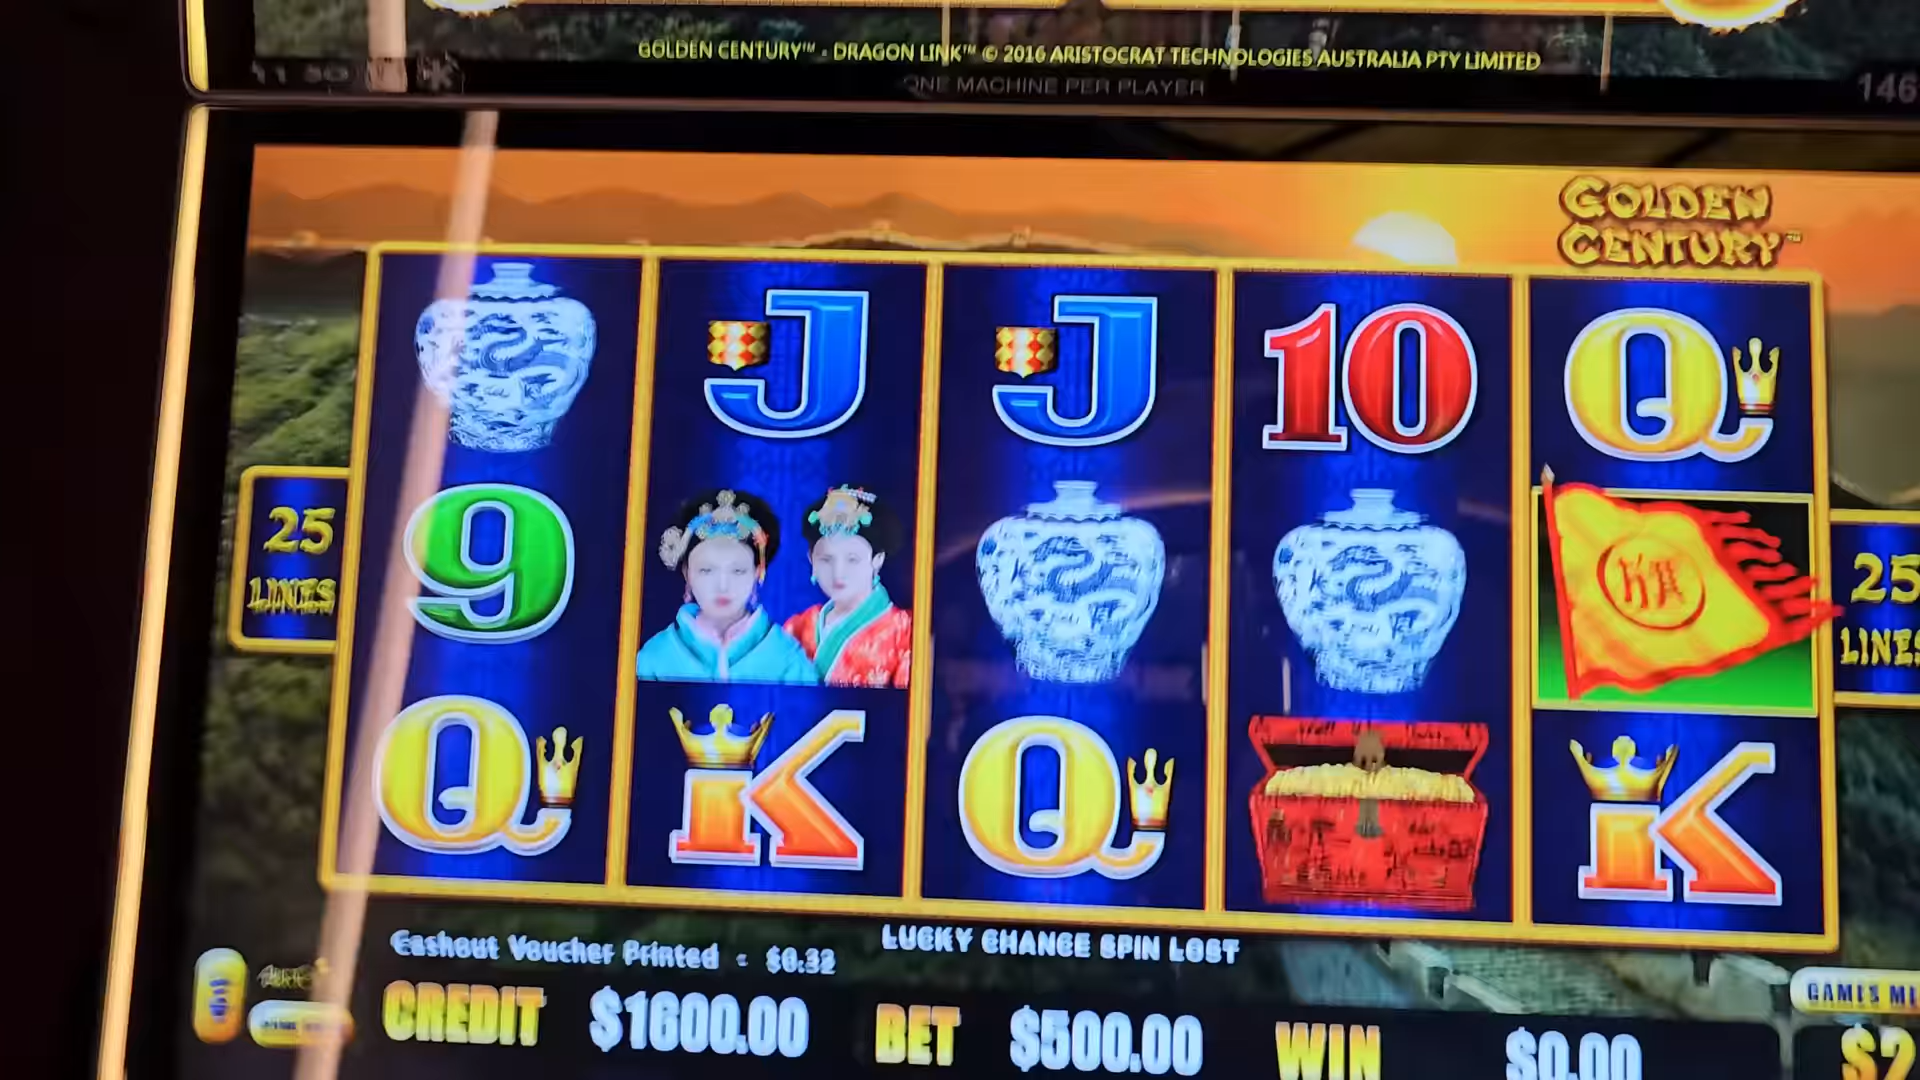 GOLDEN CENTURY™ - DRAGON LINK™ © 2016 ARISTOCRAT TECHNOLOGIES AUSTRALIA PTY LIMITED
ONE MACHINE PER PLAYER
146
GOLDEN
CENTURY™
J
J
10
Q
25
LINES
9
旗
25
LINES
Q
K
Q
K
Cashout Voucher Printed - $0.32
LUCKY CHANCE SPIN LOST
GAMES
CREDIT $1600.00 BET $500.00 WIN $0.00
$2